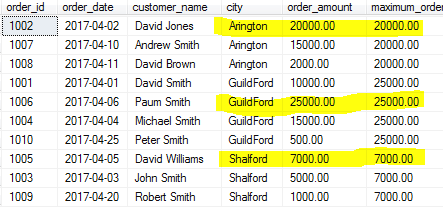 order_id order_date customer_name city order_amount maximum_orde
1002 2017-04-02 David Jones Arington 20000.00 20000.00
1007 2017-04-10 Andrew Smith Arington 15000.00 20000.00
1008 2017-04-11 David Brown Arington 2000.00 20000.00
1001 2017-04-01 David Smith GuildFord 10000.00 25000.00
1006 2017-04-06 Paum Smith GuildFord 25000.00 25000.00
1004 2017-04-04 Michael Smith GuildFord 15000.00 25000.00
1010 2017-04-25 Peter Smith GuildFord 500.00 25000.00
1005 2017-04-05 David Williams Shalford 7000.00 7000.00
1003 2017-04-03 John Smith Shalford 5000.00 7000.00
1009 2017-04-20 Robert Smith Shalford 1000.00 7000.00